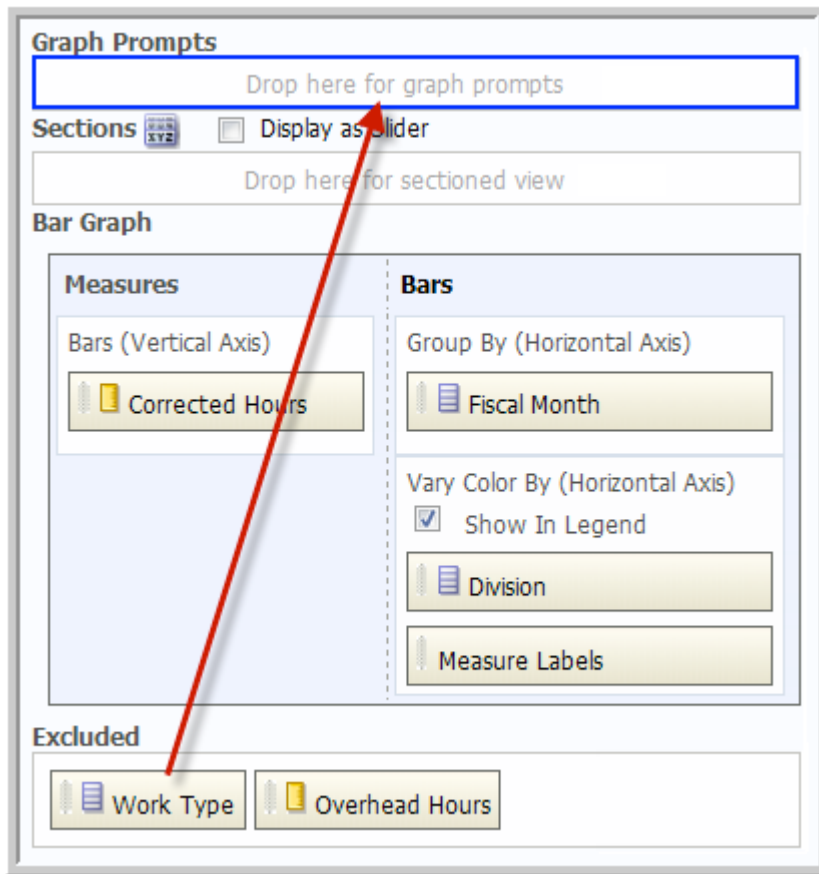 Graph Prompts
Drop here for graph prompts
Sections XYZ Display as Slider
Drop here for sectioned view
Bar Graph
Measures
Bars (Vertical Axis)
Corrected Hours
Bars
Group By (Horizontal Axis)
Fiscal Month
Vary Color By (Horizontal Axis)
Show In Legend
Division
Measure Labels
Excluded
Work Type
Overhead Hours